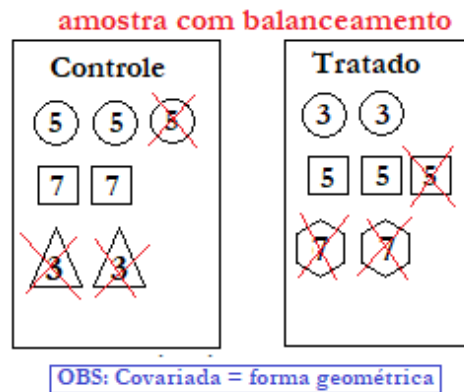 amostra com balanceamento
Controle
5 5 5
7 7
3 3
Tratado
3 3
5 5 5
7 7
OBS: Covariada = forma geométrica